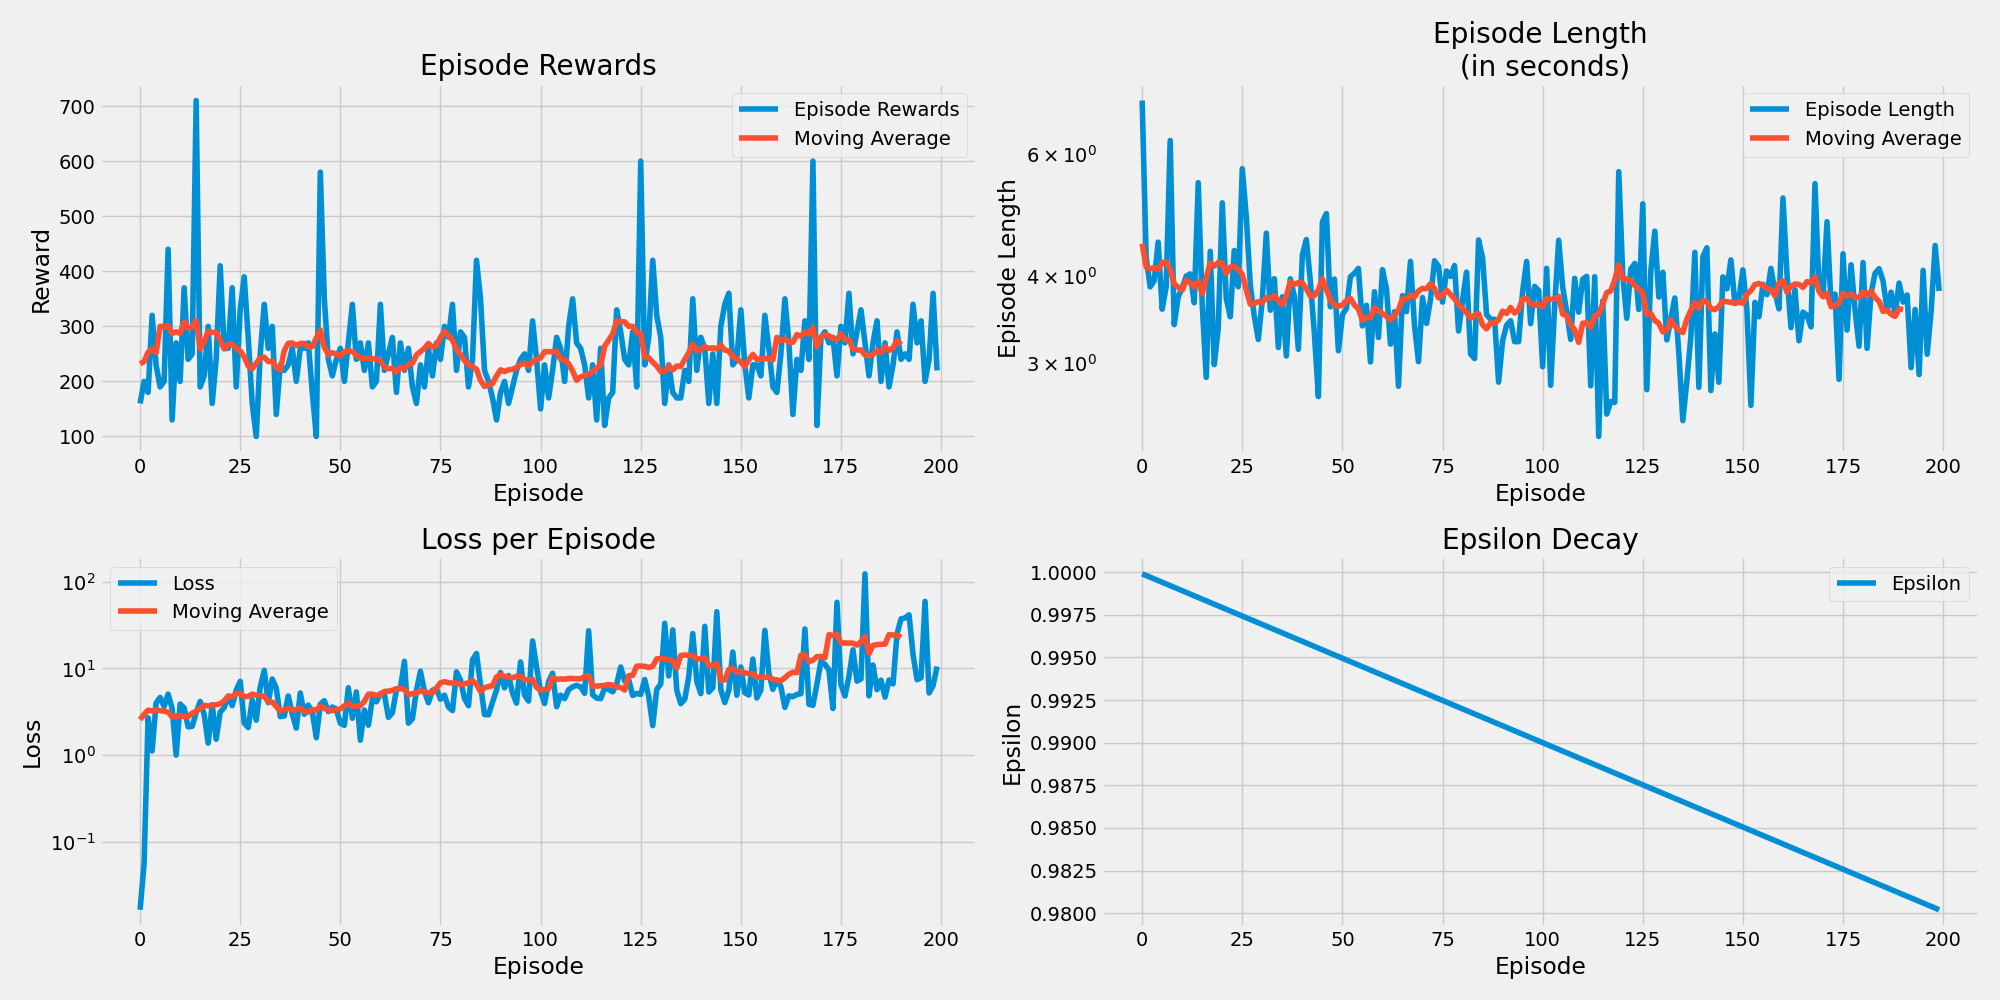 Episode Rewards
700
600
500
400
300
200
100
Reward
0 25 50 75 100 125 150 175 200
Episode
Episode Rewards
Moving Average
Episode Length
(in seconds)
6 × 10⁰
4 × 10⁰
3 × 10⁰
Episode Length
0 25 50 75 100 125 150 175 200
Episode
Episode Length
Moving Average
Loss per Episode
10²
10¹
10⁰
10⁻¹
Loss
0 25 50 75 100 125 150 175 200
Episode
Loss
Moving Average
Epsilon Decay
1.0000
0.9975
0.9950
0.9925
0.9900
0.9875
0.9850
0.9825
0.9800
Epsilon
0 25 50 75 100 125 150 175 200
Episode
Epsilon